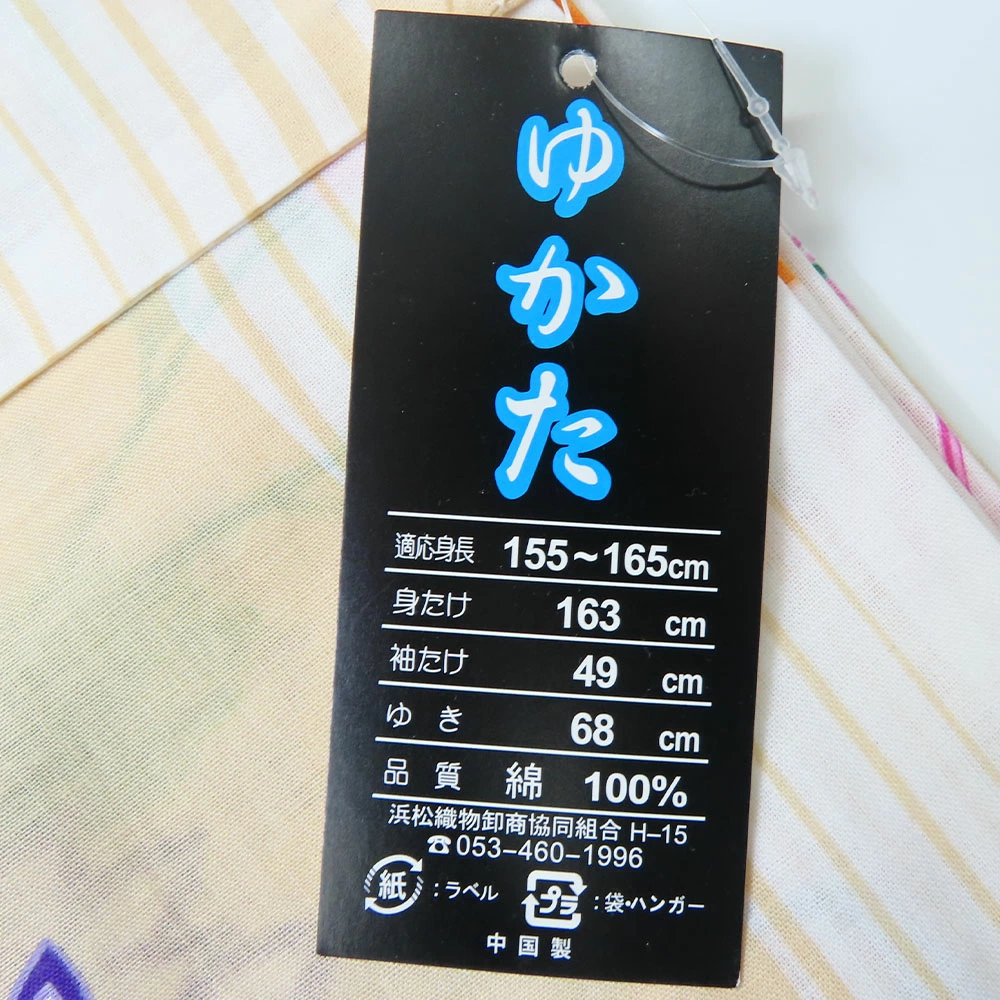 ゆかた
適応身長 155~165cm
身たけ 163 cm
袖たけ 49 cm
ゆき 68 cm
品質 綿 100%
浜松織物卸商協同組合 H-15
☎053-460-1996
紙:ラベル プラ:袋・ハンガー
中国製